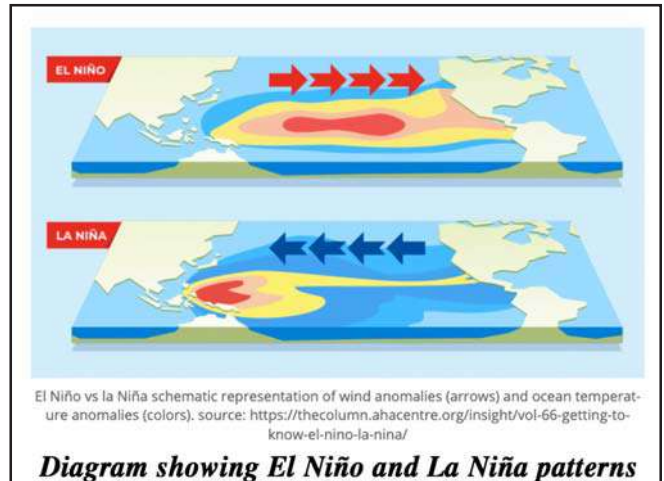 EL NIÑO
LA NIÑA
El Niño vs la Niña schematic representation of wind anomalies (arrows) and ocean temperat-
ure anomalies (colors). source: https://thecolumn.ahacentre.org/insight/vol-66-getting-to-
know-el-nino-la-nina/
Diagram showing El Niño and La Niña patterns